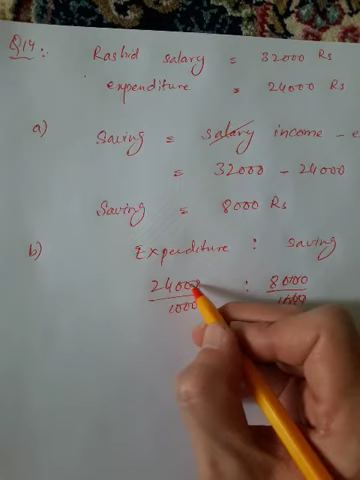 Q14:. Rashid salary = 32000 Rs
expenditure = 24000 Rs
a) Saving = salary income - e
= 32000 - 24000
Saving = 8000 Rs
b) Expenditure : saving
24000 : 8000
1000 1000